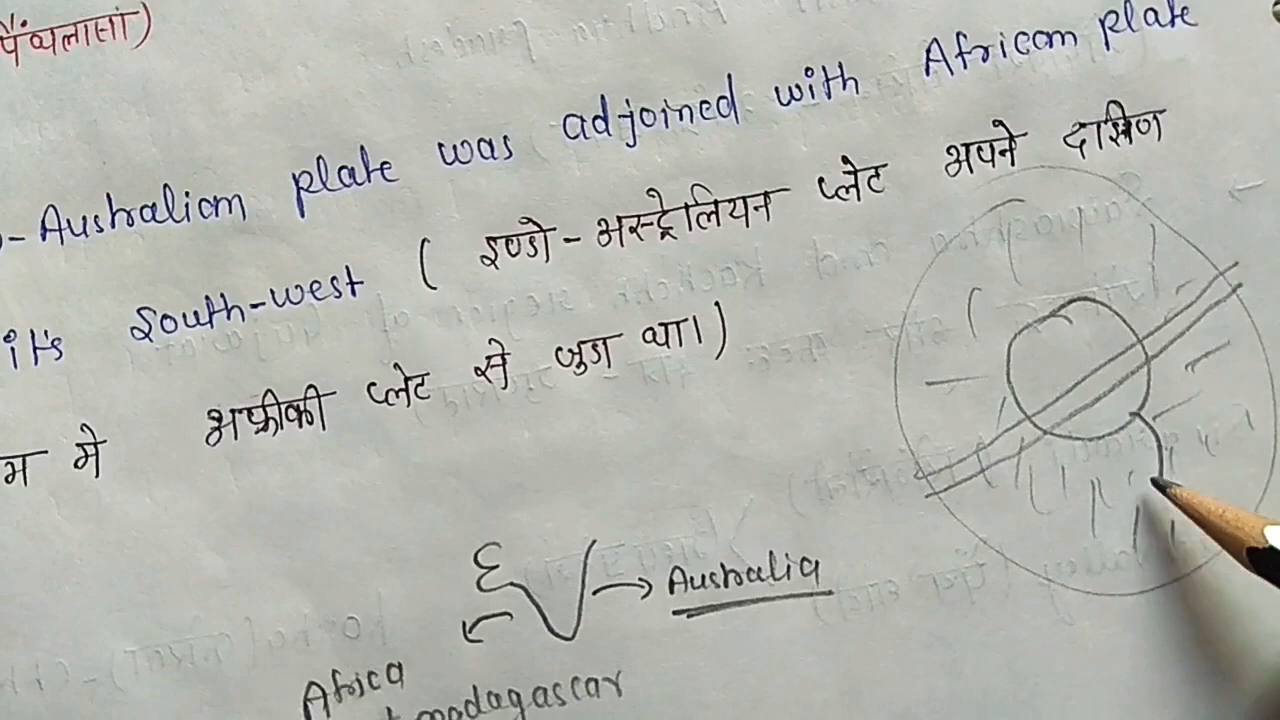 पैंथलासा)
- Australian plate was adjoined with African plate
it's south-west ( इण्डो - अस्ट्रेलियन प्लेट अपने दक्षिण
म मे अफ्रीकी प्लेट से जुडा था।)
→ Australia
Africa
madagascar